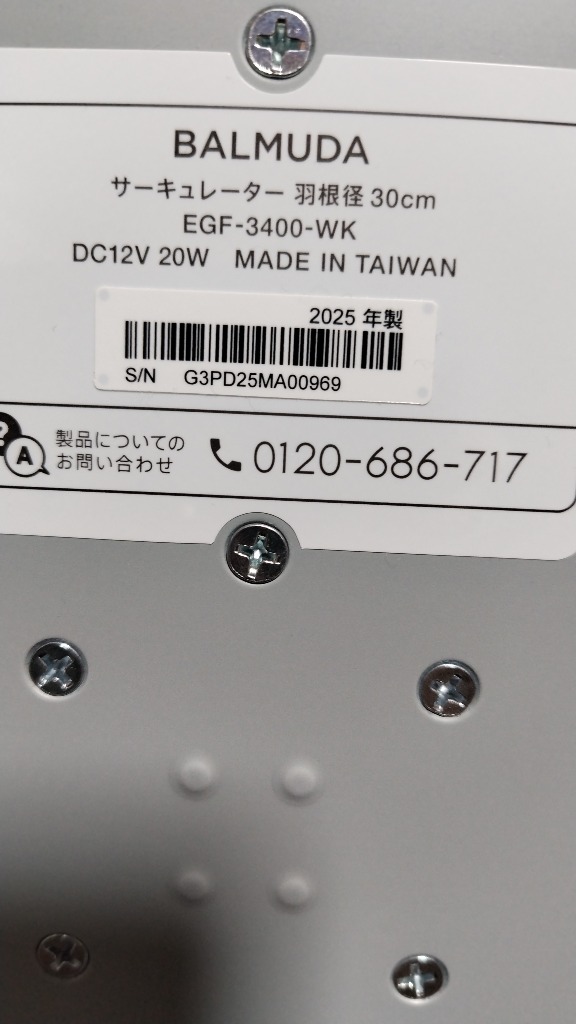 BALMUDA
サーキュレーター 羽根径 30cm
EGF-3400-WK
DC12V 20W MADE IN TAIWAN
2025 年製
S/N G3PD25MA00969
?
A
製品についての
お問い合わせ
0120-686-717